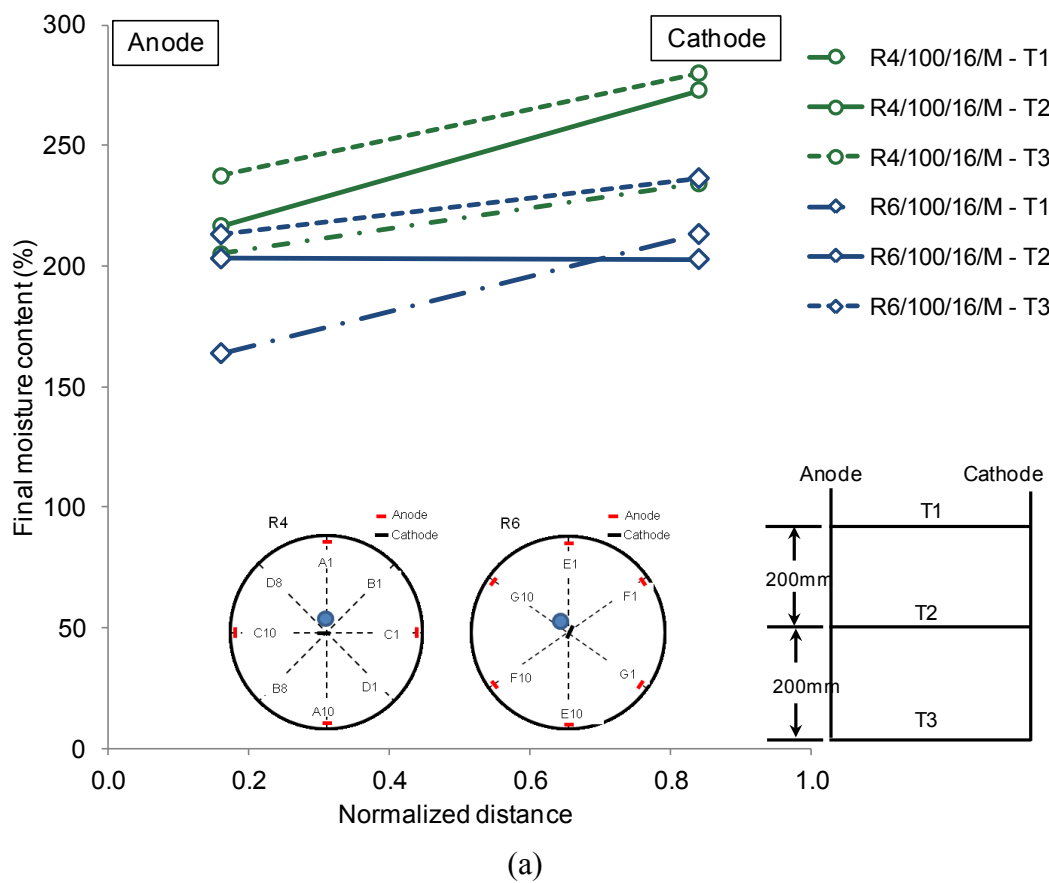 300
250
200
150
100
50
0
Final moisture content (%)
Anode
Cathode
R4/100/16/M - T1
R4/100/16/M - T2
R4/100/16/M - T3
R6/100/16/M - T1
R6/100/16/M - T2
R6/100/16/M - T3
R4
Anode
Cathode
A1
B1
C1
D1
A10
B8
C10
D8
R6
Anode
Cathode
E1
F1
G1
E10
F10
G10
Anode
Cathode
T1
200mm
T2
200mm
T3
0.0 0.2 0.4 0.6 0.8 1.0
Normalized distance
(a)